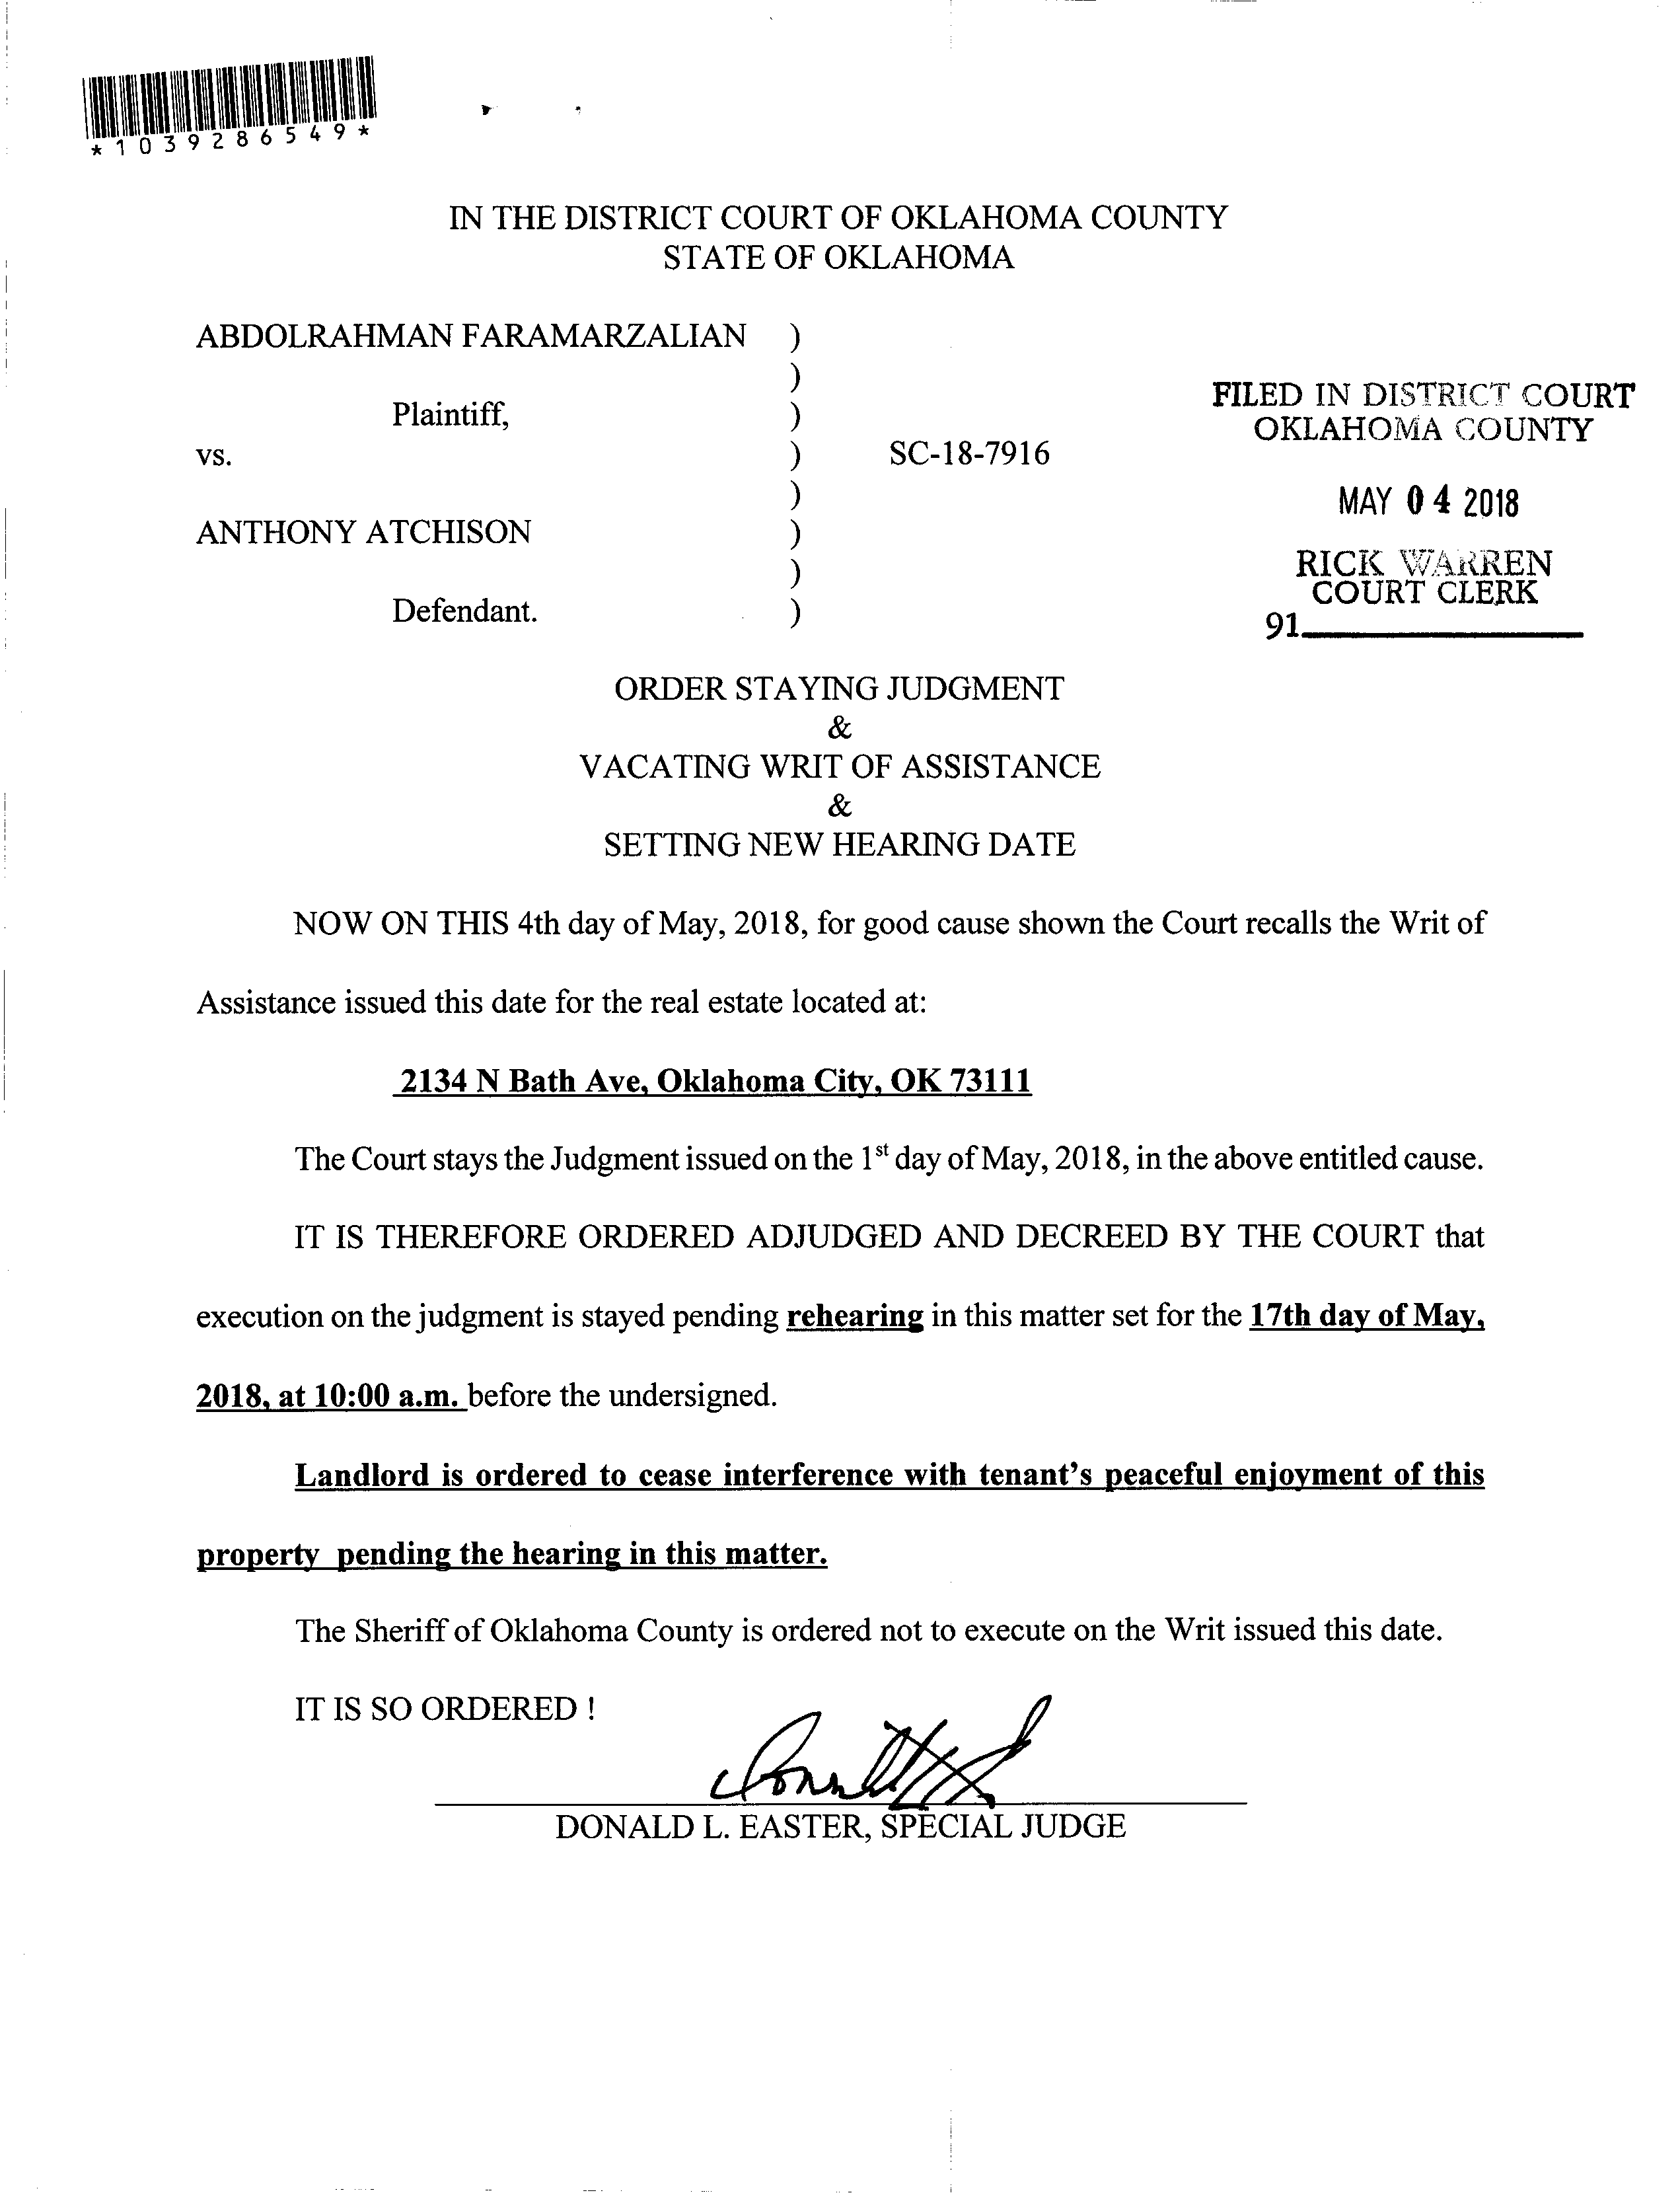 *1039286549*
IN THE DISTRICT COURT OF OKLAHOMA COUNTY
STATE OF OKLAHOMA
ABDOLRAHMAN FARAMARZALIAN )
)
Plaintiff, )
vs. ) SC-18-7916
)
ANTHONY ATCHISON )
)
Defendant. )
FILED IN DISTRICT COURT
OKLAHOMA COUNTY
MAY 04 2018
RICK WARREN
COURT CLERK
91
ORDER STAYING JUDGMENT
&
VACATING WRIT OF ASSISTANCE
&
SETTING NEW HEARING DATE
NOW ON THIS 4th day of May, 2018, for good cause shown the Court recalls the Writ of
Assistance issued this date for the real estate located at:
2134 N Bath Ave, Oklahoma City, OK 73111
The Court stays the Judgment issued on the 1st day of May, 2018, in the above entitled cause.
IT IS THEREFORE ORDERED ADJUDGED AND DECREED BY THE COURT that
execution on the judgment is stayed pending rehearing in this matter set for the 17th day of May,
2018, at 10:00 a.m. before the undersigned.
Landlord is ordered to cease interference with tenant's peaceful enjoyment of this
property pending the hearing in this matter.
The Sheriff of Oklahoma County is ordered not to execute on the Writ issued this date.
IT IS SO ORDERED !
DONALD L. EASTER, SPECIAL JUDGE